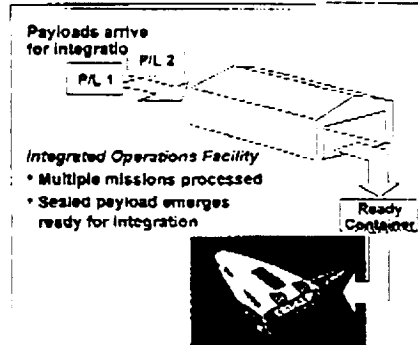 Payloads arrive
for integratio
P/L 2
P/L 1
Integrated Operations Facility
• Multiple missions processed
• Sealed payload emerges
ready for integration
Ready
Container